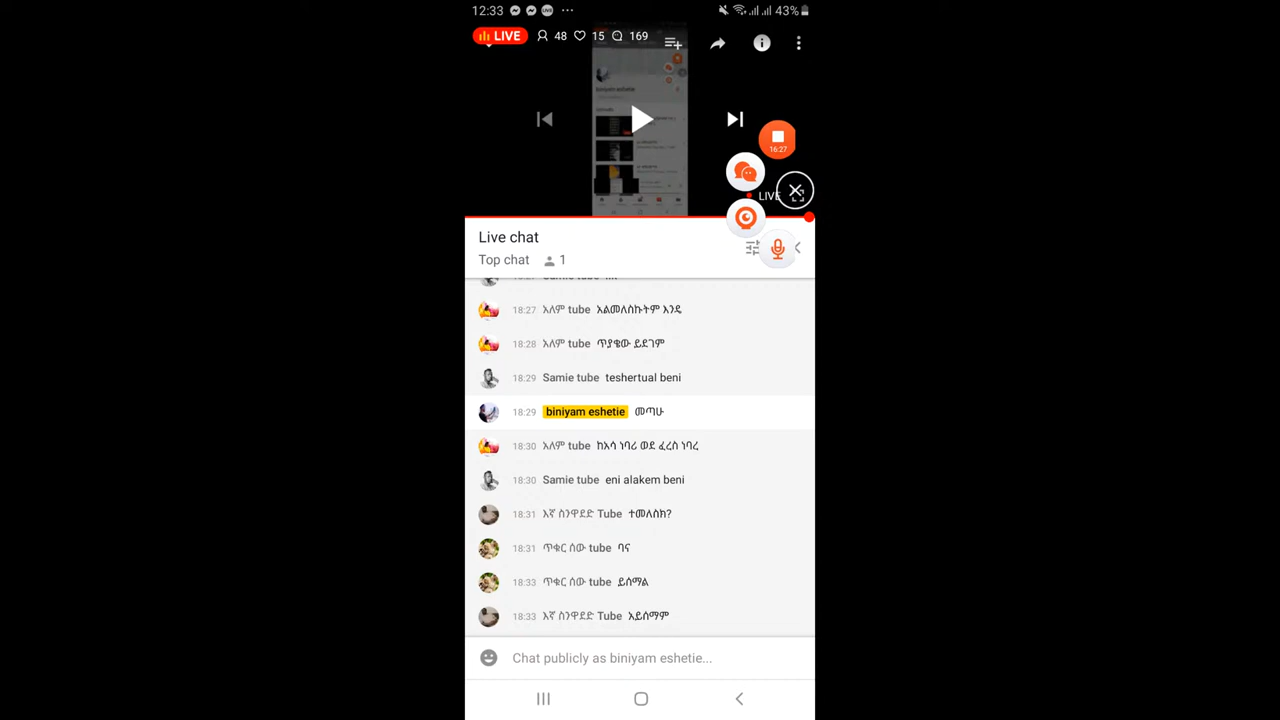 12:33
43%
LIVE 48 15 169
16:27
LIVE
Live chat
Top chat 1
18:27 አለም tube አልመለስኩትም እንዴ
18:28 አለም tube ጥያቄው ይደገም
18:29 Samie tube teshertual beni
18:29 biniyam eshetie መጣሁ
18:30 አለም tube ከአሳ ነባሪ ወደ ፈረስ ነባረ
18:30 Samie tube eni alakem beni
18:31 እኛ ስንዋደድ Tube ተመለስክ?
18:31 ጥቁር ሰው tube ባና
18:33 ጥቁር ሰው tube ይሰማል
18:33 እኛ ስንዋደድ Tube አይሰማም
Chat publicly as biniyam eshetie...